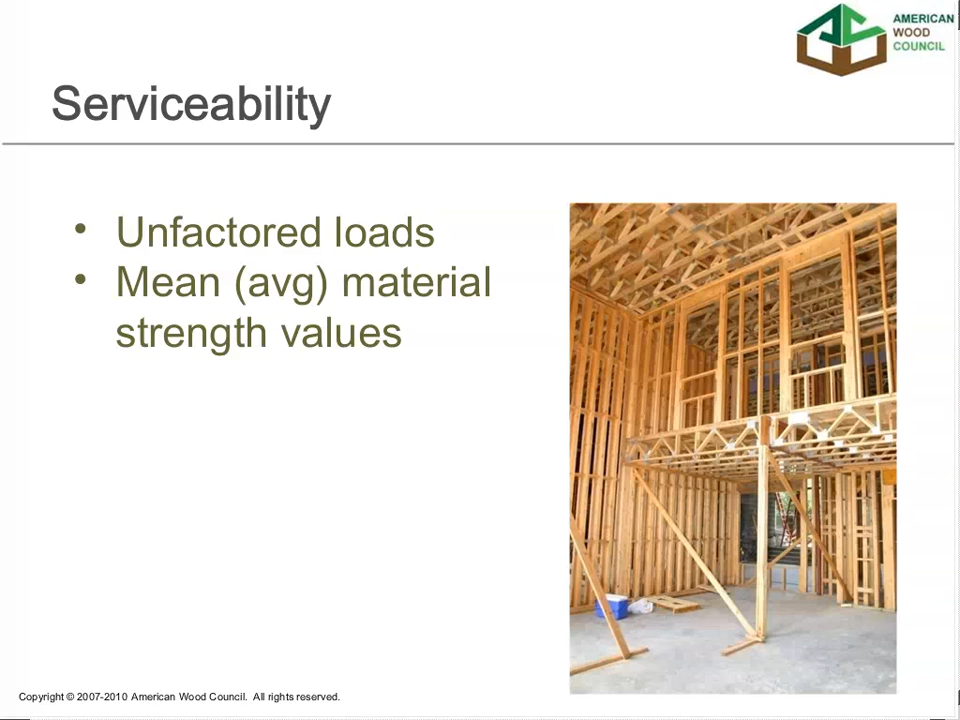 AMERICAN
WOOD
COUNCIL
Serviceability
• Unfactored loads
• Mean (avg) material
strength values
Copyright © 2007-2010 American Wood Council. All rights reserved.